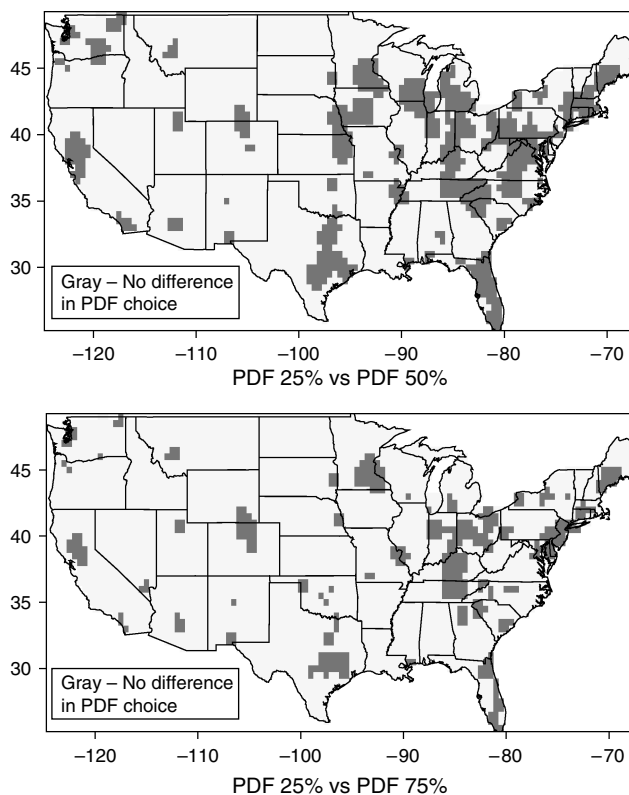 45
40
35
30
Gray – No difference
in PDF choice
−120 −110 −100 −90 −80 −70
PDF 25% vs PDF 50%
45
40
35
30
Gray – No difference
in PDF choice
−120 −110 −100 −90 −80 −70
PDF 25% vs PDF 75%